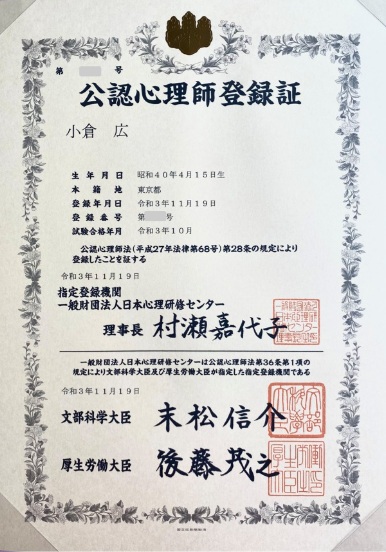 第 号
公認心理師登録証
小倉 広
生年月日 昭和40年4月15日生
本籍地 東京都
登録年月日 令和3年11月19日
登録番号 第 号
試験合格年月 令和3年10月
公認心理師法(平成27年法律第68号)第28条の規定により
登録したことを証する
令和3年11月19日
指定登録機関
一般財団法人日本心理研修センター
理事長 村瀬嘉代子
一般財団法人日本心理研修センターは公認心理師法第36条第1項の
規定により文部科学大臣及び厚生労働大臣が指定した指定登録機関である
令和3年11月19日
文部科学大臣 末松信介
厚生労働大臣 後藤茂之